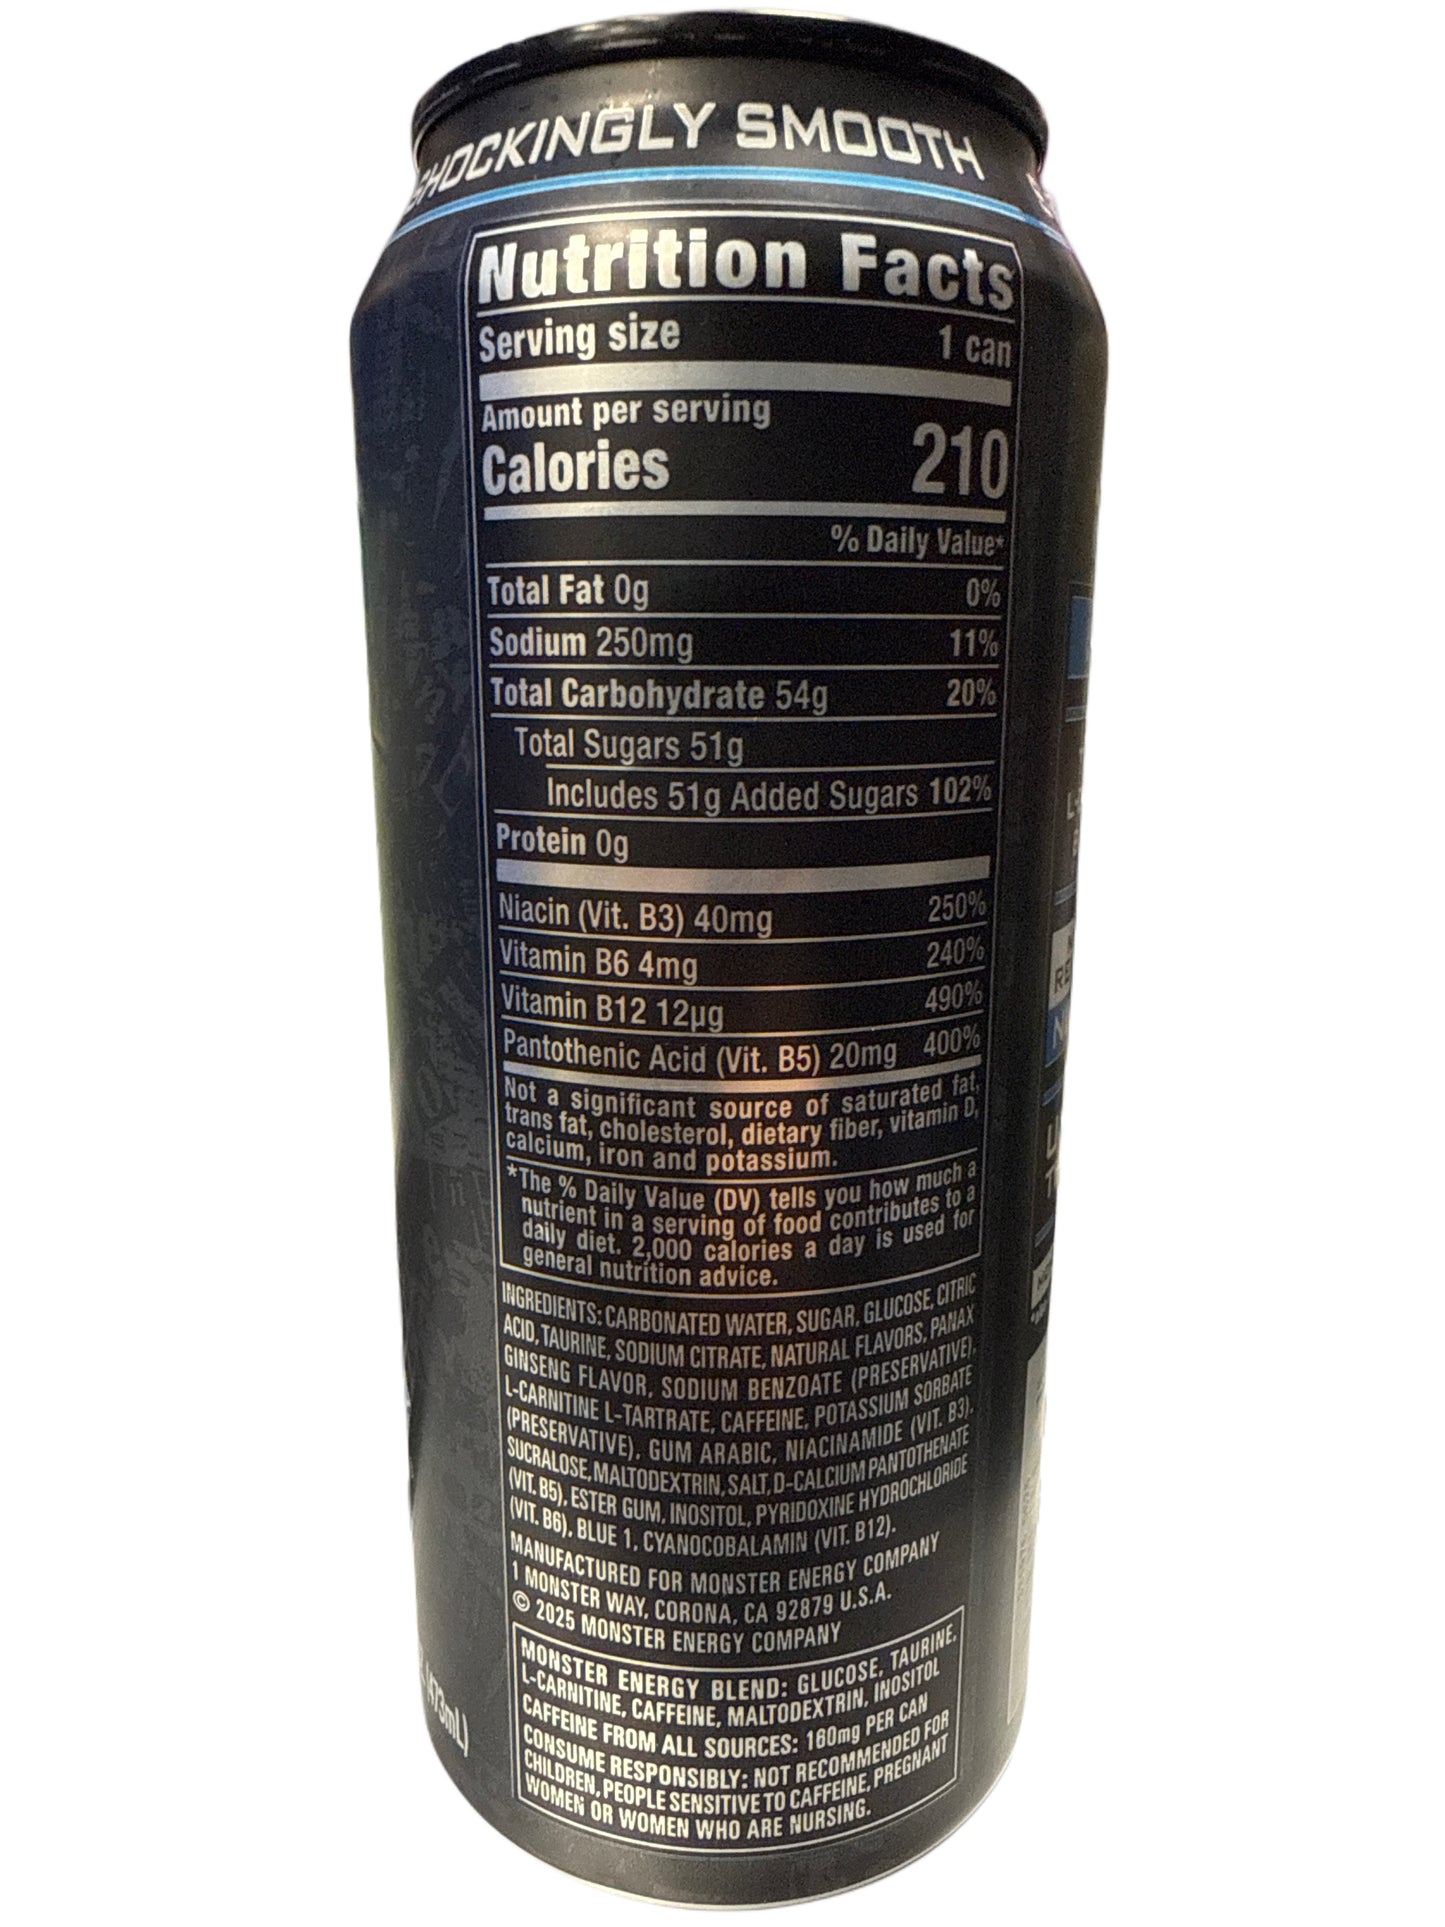 SHOCKINGLY SMOOTH
Nutrition Facts
Serving size 1 can
Amount per serving
Calories 210
% Daily Value*
Total Fat 0g 0%
Sodium 250mg 11%
Total Carbohydrate 54g 20%
Total Sugars 51g
Includes 51g Added Sugars 102%
Protein 0g
Niacin (Vit. B3) 40mg 250%
Vitamin B6 4mg 240%
Vitamin B12 12µg 490%
Pantothenic Acid (Vit. B5) 20mg 400%
Not a significant source of saturated fat,
trans fat, cholesterol, dietary fiber, vitamin D,
calcium, iron and potassium.
*The % Daily Value (DV) tells you how much a
nutrient in a serving of food contributes to a
daily diet. 2,000 calories a day is used for
general nutrition advice.
INGREDIENTS: CARBONATED WATER, SUGAR, GLUCOSE, CITRIC
ACID, TAURINE, SODIUM CITRATE, NATURAL FLAVORS, PANAX
GINSENG FLAVOR, SODIUM BENZOATE (PRESERVATIVE),
L-CARNITINE L-TARTRATE, CAFFEINE, POTASSIUM SORBATE
(PRESERVATIVE), GUM ARABIC, NIACINAMIDE (VIT. B3),
SUCRALOSE, MALTODEXTRIN, SALT, D-CALCIUM PANTOTHENATE
(VIT. B5), ESTER GUM, INOSITOL, PYRIDOXINE HYDROCHLORIDE
(VIT. B6), BLUE 1, CYANOCOBALAMIN (VIT. B12).
MANUFACTURED FOR MONSTER ENERGY COMPANY
1 MONSTER WAY, CORONA, CA 92879 U.S.A.
© 2025 MONSTER ENERGY COMPANY
MONSTER ENERGY BLEND: GLUCOSE, TAURINE,
L-CARNITINE, CAFFEINE, MALTODEXTRIN, INOSITOL
CAFFEINE FROM ALL SOURCES: 160mg PER CAN
CONSUME RESPONSIBLY: NOT RECOMMENDED FOR
CHILDREN, PEOPLE SENSITIVE TO CAFFEINE, PREGNANT
WOMEN OR WOMEN WHO ARE NURSING.
(473mL)